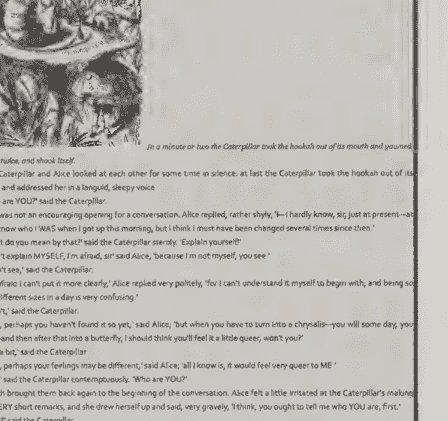 In a minute or two the Caterpillar took the hookah out of its mouth and yawned
twice, and shook itself.
Caterpillar and Alice looked at each other for some time in silence: at last the Caterpillar took the hookah out of its
and addressed her in a languid, sleepy voice
are YOU?' said the Caterpillar.
was not an encouraging opening for a conversation. Alice replied, rather shyly, 'I—I hardly know, sir, just at present—at
now who I WAS when I got up this morning, but I think I must have been changed several times since then.'
t do you mean by that?' said the Caterpillar sternly. 'Explain yourself!'
't explain MYSELF, I'm afraid, sir' said Alice, 'because I'm not myself, you see '
't see,' said the Caterpillar.
afraid I can't put it more clearly,' Alice replied very politely, 'for I can't understand it myself to begin with; and being so
ifferent sizes in a day is very confusing.'
n't,' said the Caterpillar.
, perhaps you haven't found it so yet,' said Alice; 'but when you have to turn into a chrysalis—you will some day, you
and then after that into a butterfly, I should think you'll feel it a little queer, won't you?'
a bit,' said the Caterpillar
, perhaps your feelings may be different,' said Alice; 'all I know is, it would feel very queer to ME '
' said the Caterpillar contemptuously. 'Who are YOU?'
h brought them back again to the beginning of the conversation. Alice felt a little irritated at the Caterpillar's making
ERY short remarks, and she drew herself up and said, very gravely, 'I think, you ought to tell me who YOU are, first.'
?' said the Caterpillar